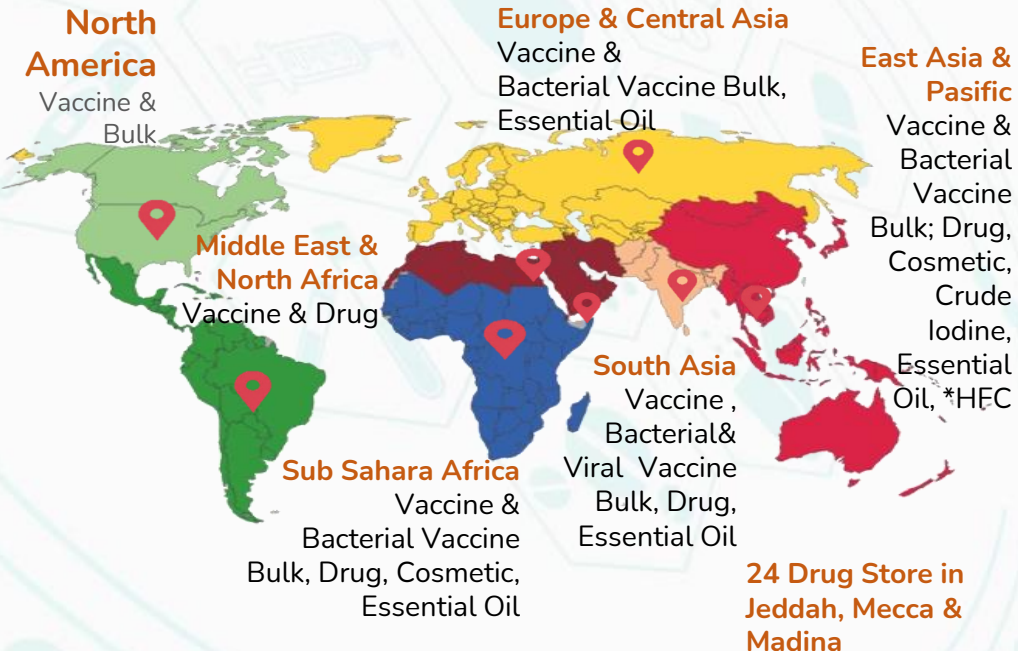 North
America
Vaccine &
Bulk
Europe & Central Asia
Vaccine &
Bacterial Vaccine Bulk,
Essential Oil
East Asia &
Pasific
Vaccine &
Bacterial
Vaccine
Bulk; Drug,
Cosmetic,
Crude
Iodine,
Essential
Oil, *HFC
Middle East &
North Africa
Vaccine & Drug
South Asia
Vaccine ,
Bacterial&
Viral Vaccine
Bulk, Drug,
Essential Oil
Sub Sahara Africa
Vaccine &
Bacterial Vaccine
Bulk, Drug, Cosmetic,
Essential Oil
24 Drug Store in
Jeddah, Mecca &
Madina